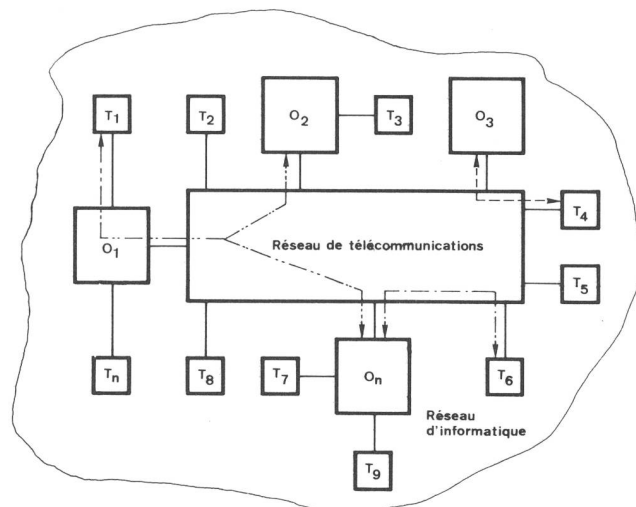 T1
T2
O2
T3
O3
T4
O1
Réseau de télécommunications
T5
Tn
T8
T7
On
T6
Réseau
d'informatique
T9